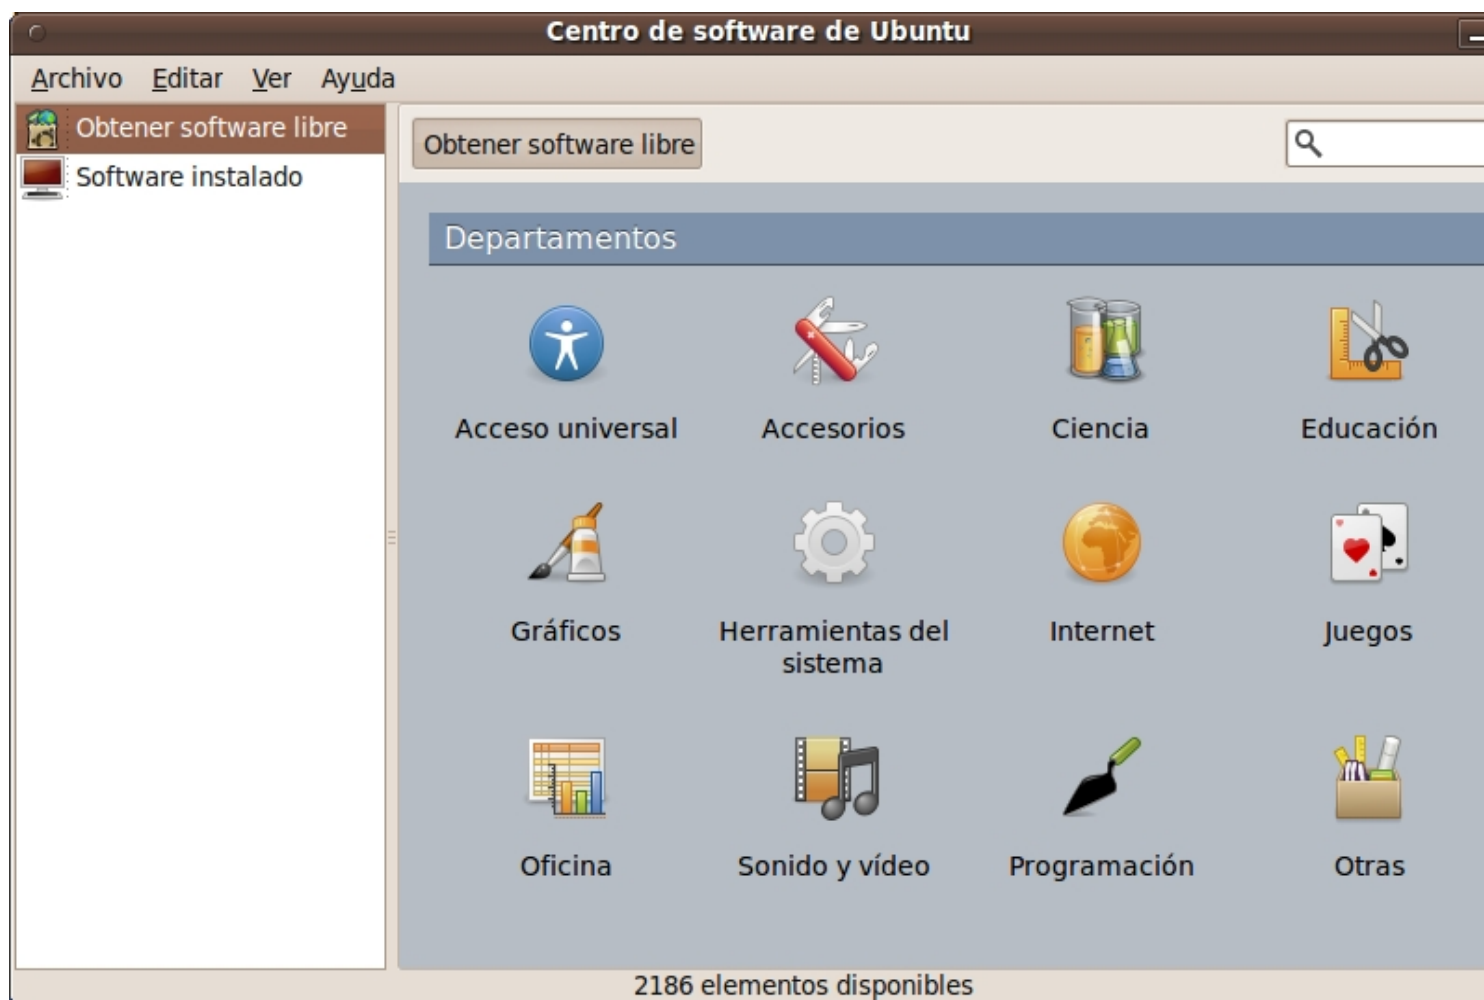 Centro de software de Ubuntu
Archivo Editar Ver Ayuda
Obtener software libre
Software instalado
Obtener software libre
Departamentos
Acceso universal
Accesorios
Ciencia
Educación
Gráficos
Herramientas del
sistema
Internet
Juegos
Oficina
Sonido y vídeo
Programación
Otras
2186 elementos disponibles